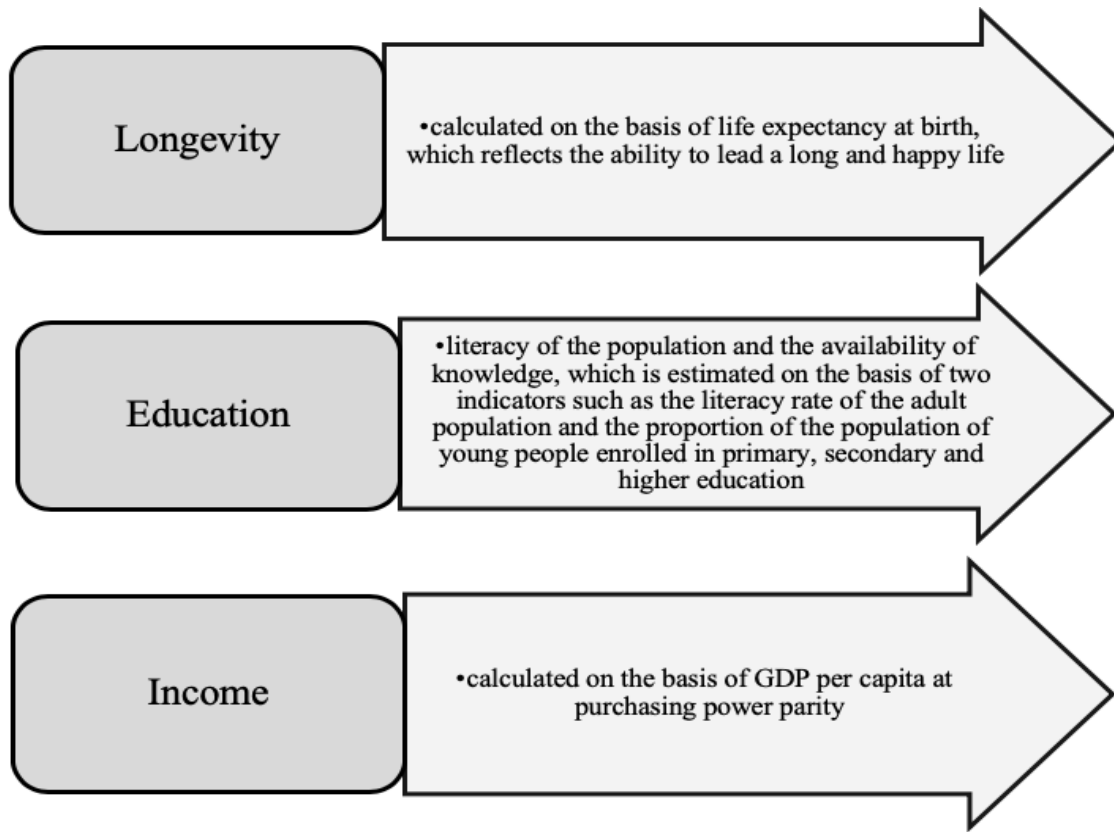 Longevity
•calculated on the basis of life expectancy at birth,
which reflects the ability to lead a long and happy life
Education
•literacy of the population and the availability of
knowledge, which is estimated on the basis of two
indicators such as the literacy rate of the adult
population and the proportion of the population of
young people enrolled in primary, secondary and
higher education
Income
•calculated on the basis of GDP per capita at
purchasing power parity